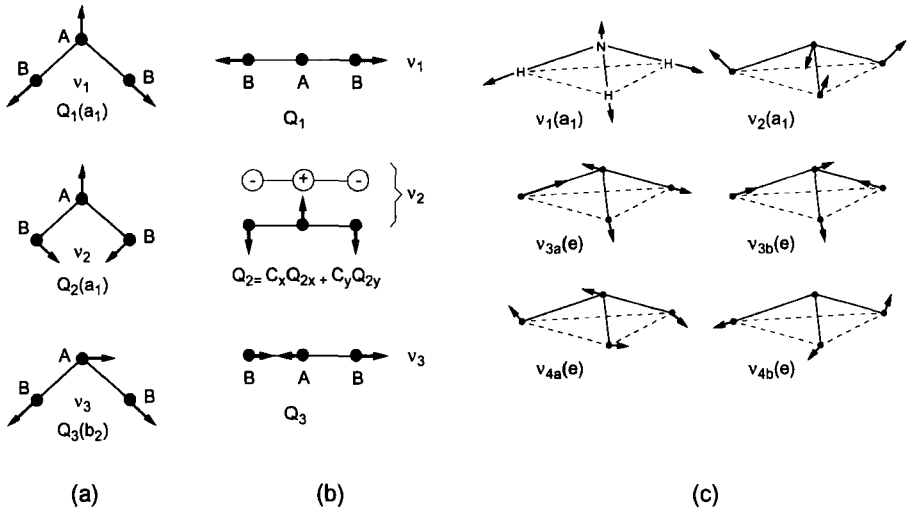 A
B B
ν1
Q1(a1)
A
B B
ν2
Q2(a1)
A
B B
ν3
Q3(b2)
(a)
ν1
B A B
Q1
- + -
ν2
Q2= CxQ2x + CyQ2y
ν3
B A B
Q3
(b)
N
H H
H
ν1(a1) ν2(a1)
ν3a(e) ν3b(e)
ν4a(e) ν4b(e)
(c)